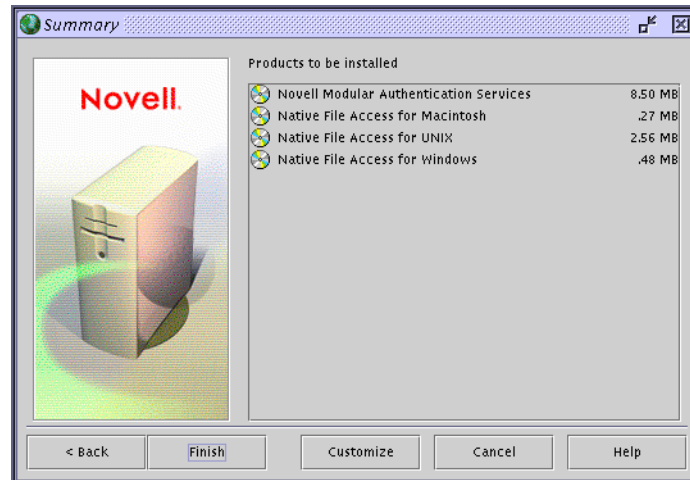 Summary
Products to be installed
Novell.
Novell Modular Authentication Services 8.50 MB
Native File Access for Macintosh .27 MB
Native File Access for UNIX 2.56 MB
Native File Access for Windows .48 MB
< Back Finish Customize Cancel Help